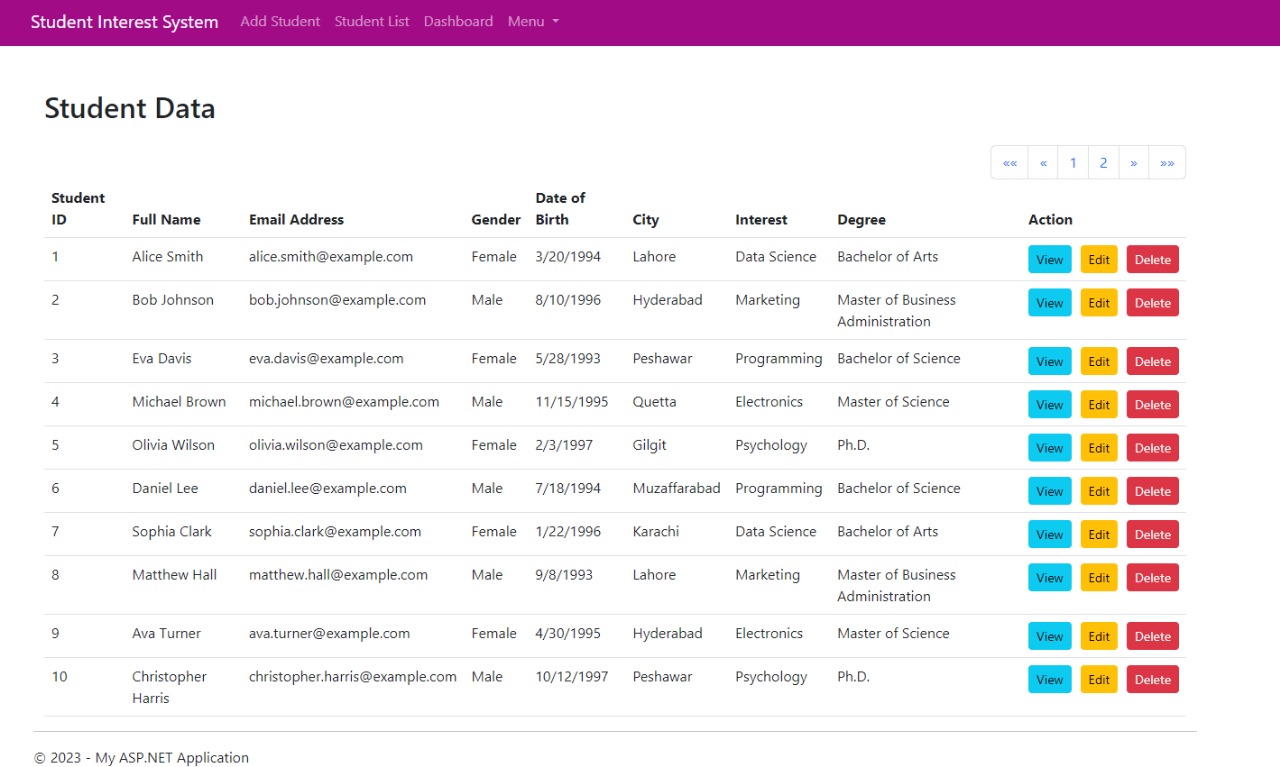 Student Interest System Add Student Student List Dashboard Menu
Student Data
«« « 1 2 » »»
Student ID Full Name Email Address Gender Date of Birth City Interest Degree Action
1 Alice Smith alice.smith@example.com Female 3/20/1994 Lahore Data Science Bachelor of Arts View Edit Delete
2 Bob Johnson bob.johnson@example.com Male 8/10/1996 Hyderabad Marketing Master of Business Administration View Edit Delete
3 Eva Davis eva.davis@example.com Female 5/28/1993 Peshawar Programming Bachelor of Science View Edit Delete
4 Michael Brown michael.brown@example.com Male 11/15/1995 Quetta Electronics Master of Science View Edit Delete
5 Olivia Wilson olivia.wilson@example.com Female 2/3/1997 Gilgit Psychology Ph.D. View Edit Delete
6 Daniel Lee daniel.lee@example.com Male 7/18/1994 Muzaffarabad Programming Bachelor of Science View Edit Delete
7 Sophia Clark sophia.clark@example.com Female 1/22/1996 Karachi Data Science Bachelor of Arts View Edit Delete
8 Matthew Hall matthew.hall@example.com Male 9/8/1993 Lahore Marketing Master of Business Administration View Edit Delete
9 Ava Turner ava.turner@example.com Female 4/30/1995 Hyderabad Electronics Master of Science View Edit Delete
10 Christopher Harris christopher.harris@example.com Male 10/12/1997 Peshawar Psychology Ph.D. View Edit Delete
© 2023 - My ASP.NET Application